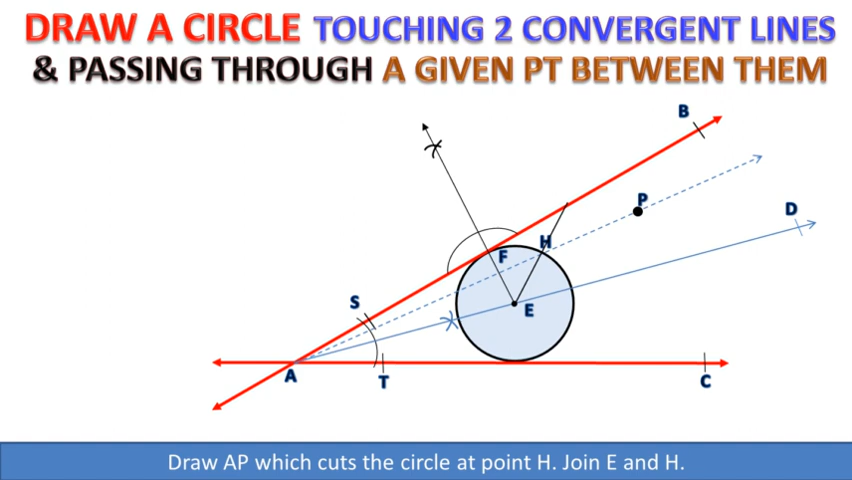 DRAW A CIRCLE TOUCHING 2 CONVERGENT LINES
& PASSING THROUGH A GIVEN PT BETWEEN THEM
B
P
D
H
F
S
E
A
T
C
Draw AP which cuts the circle at point H. Join E and H.